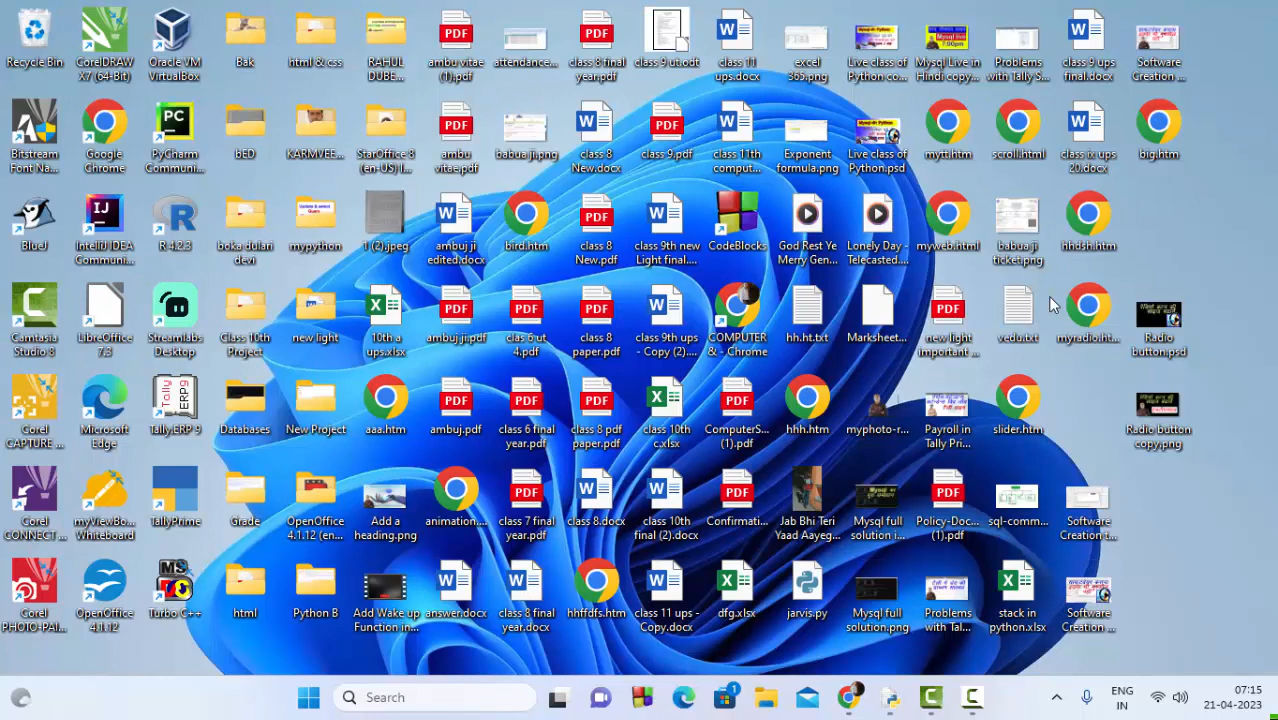 Recycle Bin
CorelDRAW
X7 (64-Bit)
Oracle VM
VirtualBox
Bak
html & css
RAHUL
DUBE...
ambu vitae
(1).pdf
attendance...
class 8 final
year.pdf
class 9 ut.odt
class 11
ups.docx
excel
365.png
Live class of
Python co...
Mysql Live in
Hindi copy...
Problems
with Tally S...
class 9 ups
final.docx
Software
Creation ...
Bitstream
Font Na...
Google
Chrome
PyCharm
Communi...
bED
KARMVEE...
StarOffice 8
(en-US) I...
ambu
vitae.pdf
babua ji.png
class 8
New.docx
class 9.pdf
class 11th
comput...
Exponent
formula.png
Live class of
Python.psd
mytt.htm
scroll.html
class ix ups
20.docx
big.htm
BlueJ
IntelliJ IDEA
Communi...
R 4.2.3
boka dulari
devi
mypython
1 (2).jpeg
ambuj ji
edited.docx
bird.htm
class 8
New.pdf
class 9th new
Light final....
CodeBlocks
God Rest Ye
Merry Gen...
Lonely Day -
Telecasted....
myweb.html
babua ji
ticket.png
hhdsh.htm
Camtasia
Studio 8
LibreOffice
7.3
Streamlabs
Desktop
Class 10th
Project
new light
10th a
ups.xlsx
ambuj ji.pdf
clas 6 ut
4.pdf
class 8
paper.pdf
class 9th ups
- Copy (2)....
COMPUTER
& - Chrome
hh.ht.txt
Marksheet...
new light
important ...
vedu.txt
myradio.ht...
Radio
button.psd
Corel
CAPTURE ...
Microsoft
Edge
Tally.ERP 9
Databases
New Project
aaa.htm
ambuj.pdf
class 6 final
year.pdf
class 8 pdf
paper.pdf
class 10th
c.xlsx
ComputerS...
(1).pdf
hhh.htm
myphoto-r...
Payroll in
Tally Pri...
slider.htm
Radio button
copy.png
Corel
CONNECT ...
myViewBo...
Whiteboard
TallyPrime
Grade
OpenOffice
4.1.12 (en...
Add a
heading.png
animation....
class 7 final
year.pdf
class 8.docx
class 10th
final (2).docx
Confirmati...
Jab Bhi Teri
Yaad Aayeg...
Mysql full
solution i...
Policy-Doc...
(1).pdf
sql-comm...
Software
Creation t...
Corel
PHOTO-PAI...
OpenOffice
4.1.12
Turbo C++
html
Python B
Add Wake up
Function in...
answer.docx
class 8 final
year.docx
hhffdfs.htm
class 11 ups -
Copy.docx
dfg.xlsx
jarvis.py
Mysql full
solution.png
Problems
with Tal...
stack in
python.xlsx
Software
Creation ...
Search
1
ENG
IN
07:15
21-04-2023